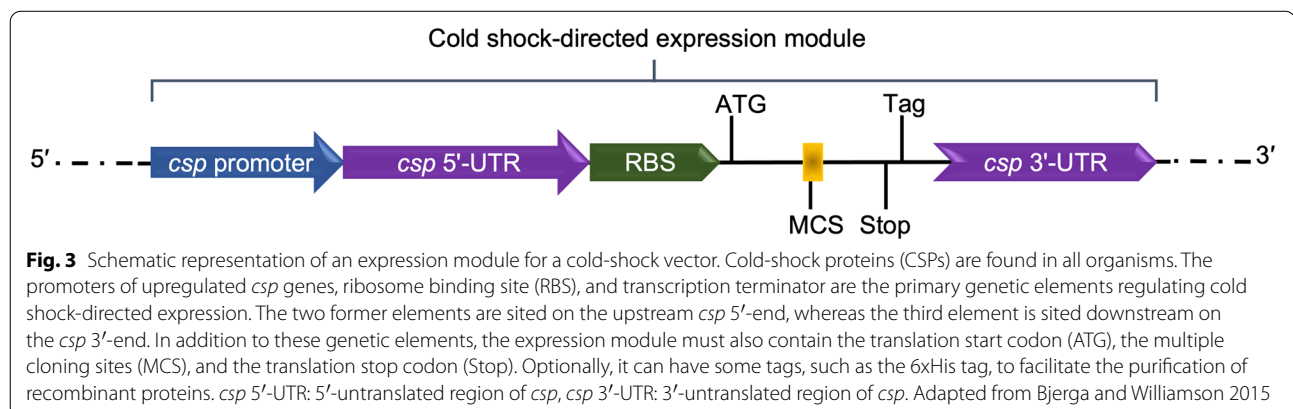 Cold shock-directed expression module
ATG
Tag
5′
csp promoter
csp 5'-UTR
RBS
csp 3'-UTR
3′
MCS
Stop
Fig. 3 Schematic representation of an expression module for a cold-shock vector. Cold-shock proteins (CSPs) are found in all organisms. The
promoters of upregulated csp genes, ribosome binding site (RBS), and transcription terminator are the primary genetic elements regulating cold
shock-directed expression. The two former elements are sited on the upstream csp 5′-end, whereas the third element is sited downstream on
the csp 3′-end. In addition to these genetic elements, the expression module must also contain the translation start codon (ATG), the multiple
cloning sites (MCS), and the translation stop codon (Stop). Optionally, it can have some tags, such as the 6xHis tag, to facilitate the purification of
recombinant proteins. csp 5′-UTR: 5′-untranslated region of csp, csp 3′-UTR: 3′-untranslated region of csp. Adapted from Bjerga and Williamson 2015